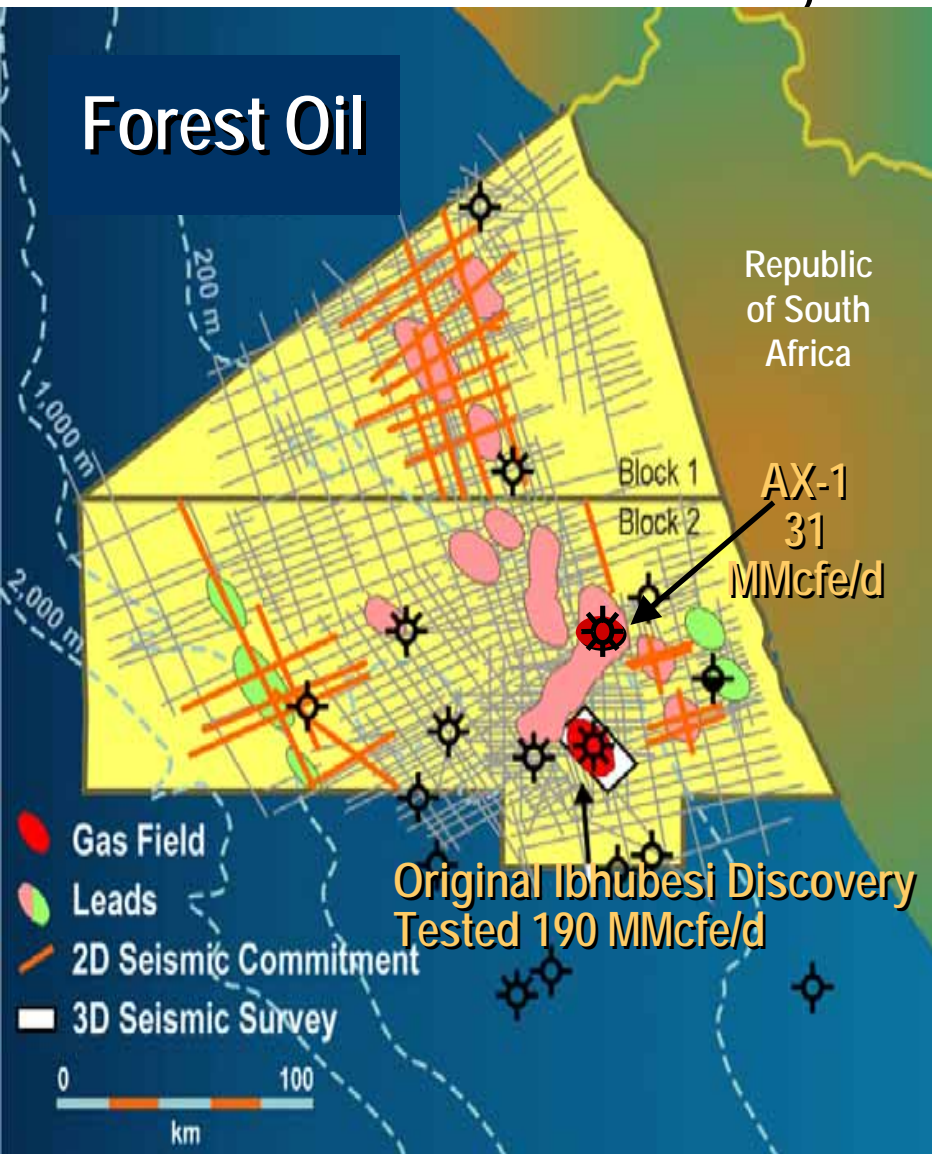 Forest Oil
200 m
Republic
of South
Africa
1,000 m
Block 1
AX-1
31
MMcfe/d
Block 2
2,000 m
Gas Field
Leads
Original Ibhubesi Discovery
Tested 190 MMcfe/d
2D Seismic Commitment
3D Seismic Survey
0 100
km